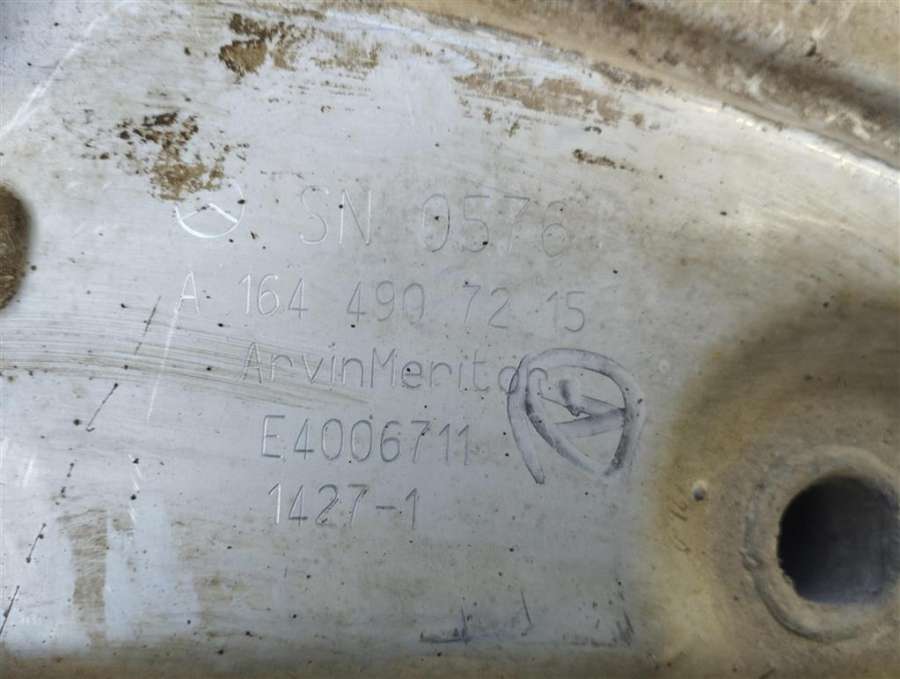 SN 0576
A 164 490 72 15
ArvinMeritor
E4006711
1427-1